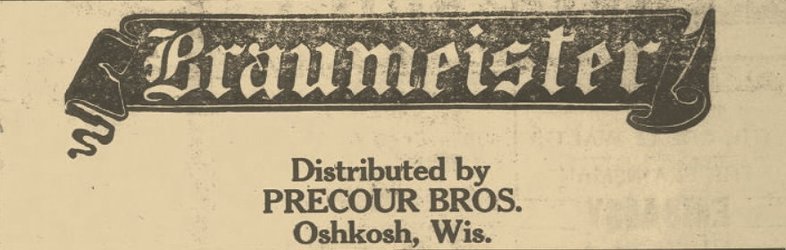 Braumeister
Distributed by
PRECOUR BROS.
Oshkosh, Wis.